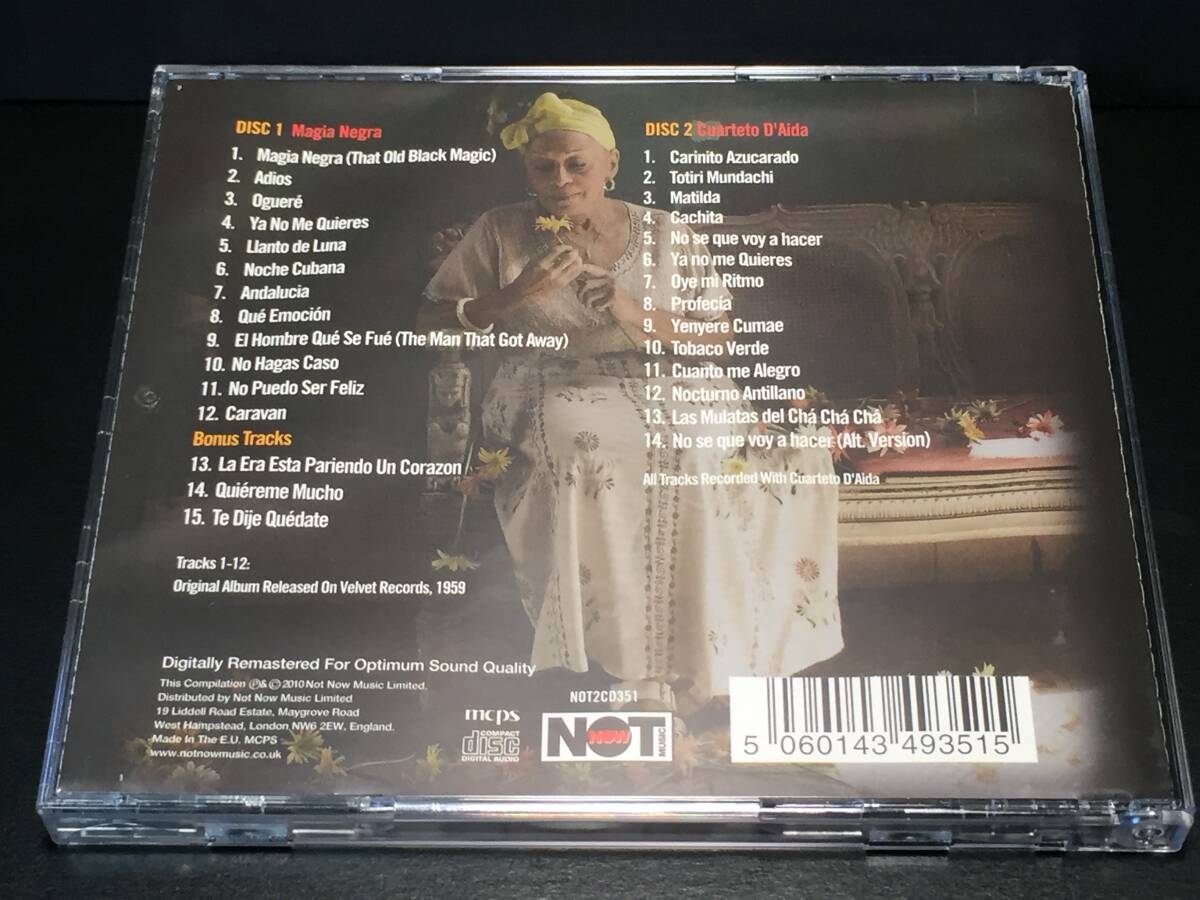 DISC 1 Magia Negra
1. Magia Negra (That Old Black Magic)
2. Adios
3. Ogueré
4. Ya No Me Quieres
5. Llanto de Luna
6. Noche Cubana
7. Andalucia
8. Qué Emoción
9. El Hombre Qué Se Fué (The Man That Got Away)
10. No Hagas Caso
11. No Puedo Ser Feliz
12. Caravan
Bonus Tracks
13. La Era Esta Pariendo Un Corazon
14. Quiéreme Mucho
15. Te Dije Quédate
Tracks 1-12:
Original Album Released On Velvet Records, 1959
DISC 2 Cuarteto D'Aida
1. Carinito Azucarado
2. Totiri Mundachi
3. Matilda
4. Cachita
5. No se que voy a hacer
6. Ya no me Quieres
7. Oye mi Ritmo
8. Profecía
9. Yenyere Cumae
10. Tobaco Verde
11. Cuanto me Alegro
12. Nocturno Antillano
13. Las Mulatas del Chá Chá Chá
14. No se que voy a hacer (Alt. Version)
All Tracks Recorded With Cuarteto D'Aida
Digitally Remastered For Optimum Sound Quality
This Compilation ℗&©2010 Not Now Music Limited.
Distributed by Not Now Music Limited
19 Liddell Road Estate, Maygrove Road
West Hampstead, London NW6 2EW, England.
Made In The E.U. MCPS
www.notnowmusic.co.uk
mcps
COMPACT
disc
DIGITAL AUDIO
NOT2CD351
NOT NOW MUSIC
5 060143 493515